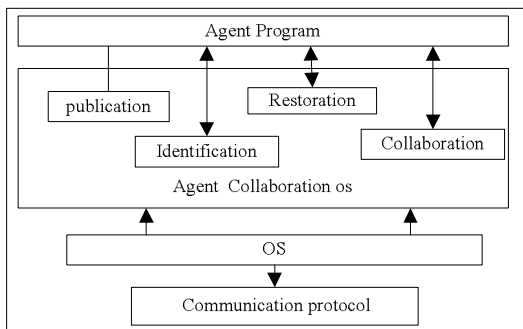 Agent Program
publication
Restoration
Identification
Collaboration
Agent Collaboration os
OS
Communication protocol